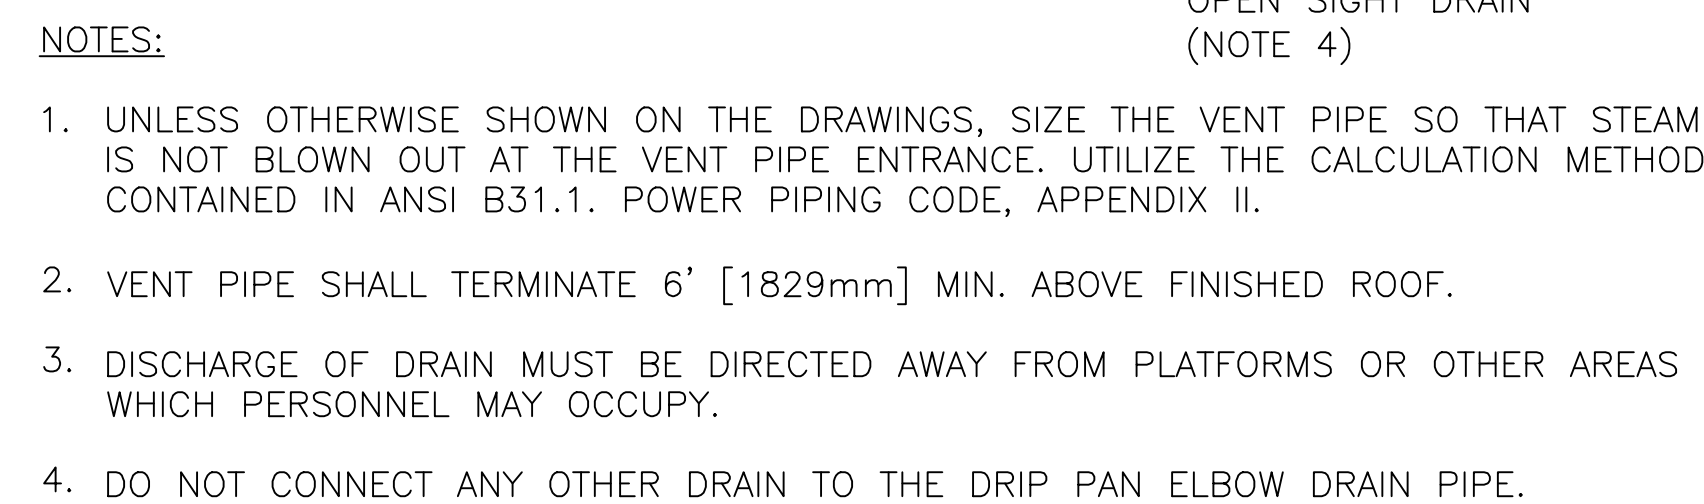 OPEN SIGHT DRAIN
(NOTE 4)
NOTES:
1. UNLESS OTHERWISE SHOWN ON THE DRAWINGS, SIZE THE VENT PIPE SO THAT STEAM
IS NOT BLOWN OUT AT THE VENT PIPE ENTRANCE. UTILIZE THE CALCULATION METHOD
CONTAINED IN ANSI B31.1. POWER PIPING CODE, APPENDIX II.
2. VENT PIPE SHALL TERMINATE 6' [1829mm] MIN. ABOVE FINISHED ROOF.
3. DISCHARGE OF DRAIN MUST BE DIRECTED AWAY FROM PLATFORMS OR OTHER AREAS
WHICH PERSONNEL MAY OCCUPY.
4. DO NOT CONNECT ANY OTHER DRAIN TO THE DRIP PAN ELBOW DRAIN PIPE.